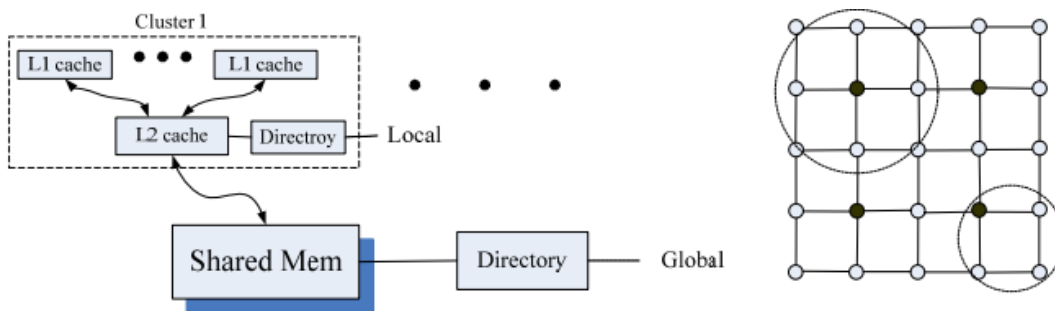 Cluster 1
L1 cache
L1 cache
L2 cache
Directroy
Local
Shared Mem
Directory
Global